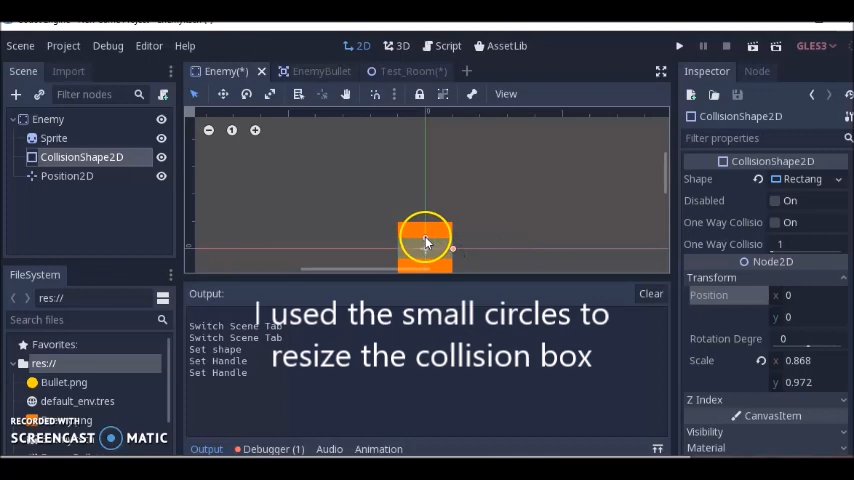 Scene Project Debug Editor Help
2D 3D Script AssetLib
GLES3
Scene Import
Enemy(*) EnemyBullet Test_Room(*)
Inspector Node
Filter nodes
View
Enemy
Sprite
CollisionShape2D
Position2D
0
1
0
CollisionShape2D
Filter properties
CollisionShape2D
Shape Rectang
Disabled On
One Way Collisio On
One Way Collisio 1
Node2D
Transform
Position x 0
y 0
Rotation Degre 0
Scale x 0.868
y 0.972
Z Index
CanvasItem
Visibility
Material
FileSystem
res://
Search files
Favorites:
res://
Bullet.png
default_env.tres
Output: Clear
Switch Scene Tab
Switch Scene Tab
Set shape
Set Handle
Set Handle
I used the small circles to
resize the collision box
RECORDED WITH
SCREENCAST MATIC
Output Debugger (1) Audio Animation